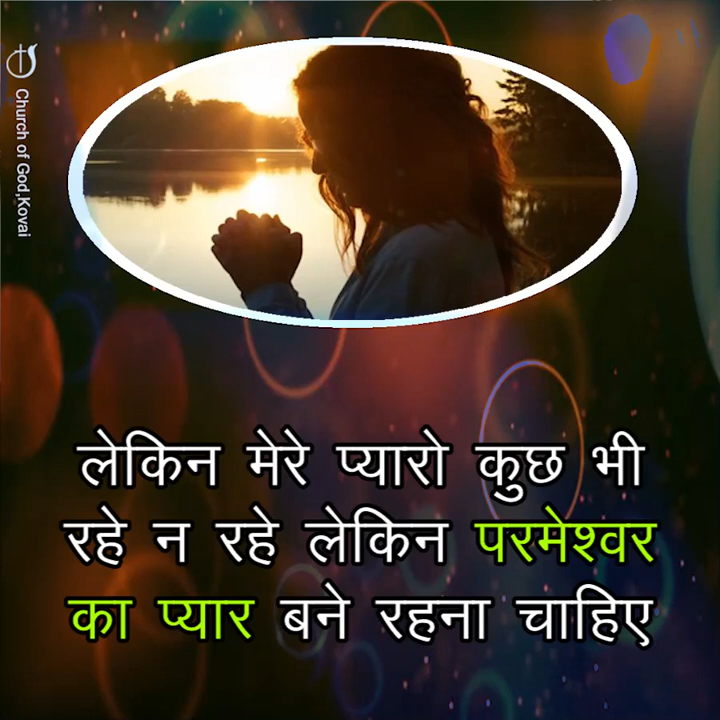 Church of God,Kovai
लेकिन मेरे प्यारो कुछ भी
रहे न रहे लेकिन परमेश्वर
का प्यार बने रहना चाहिए